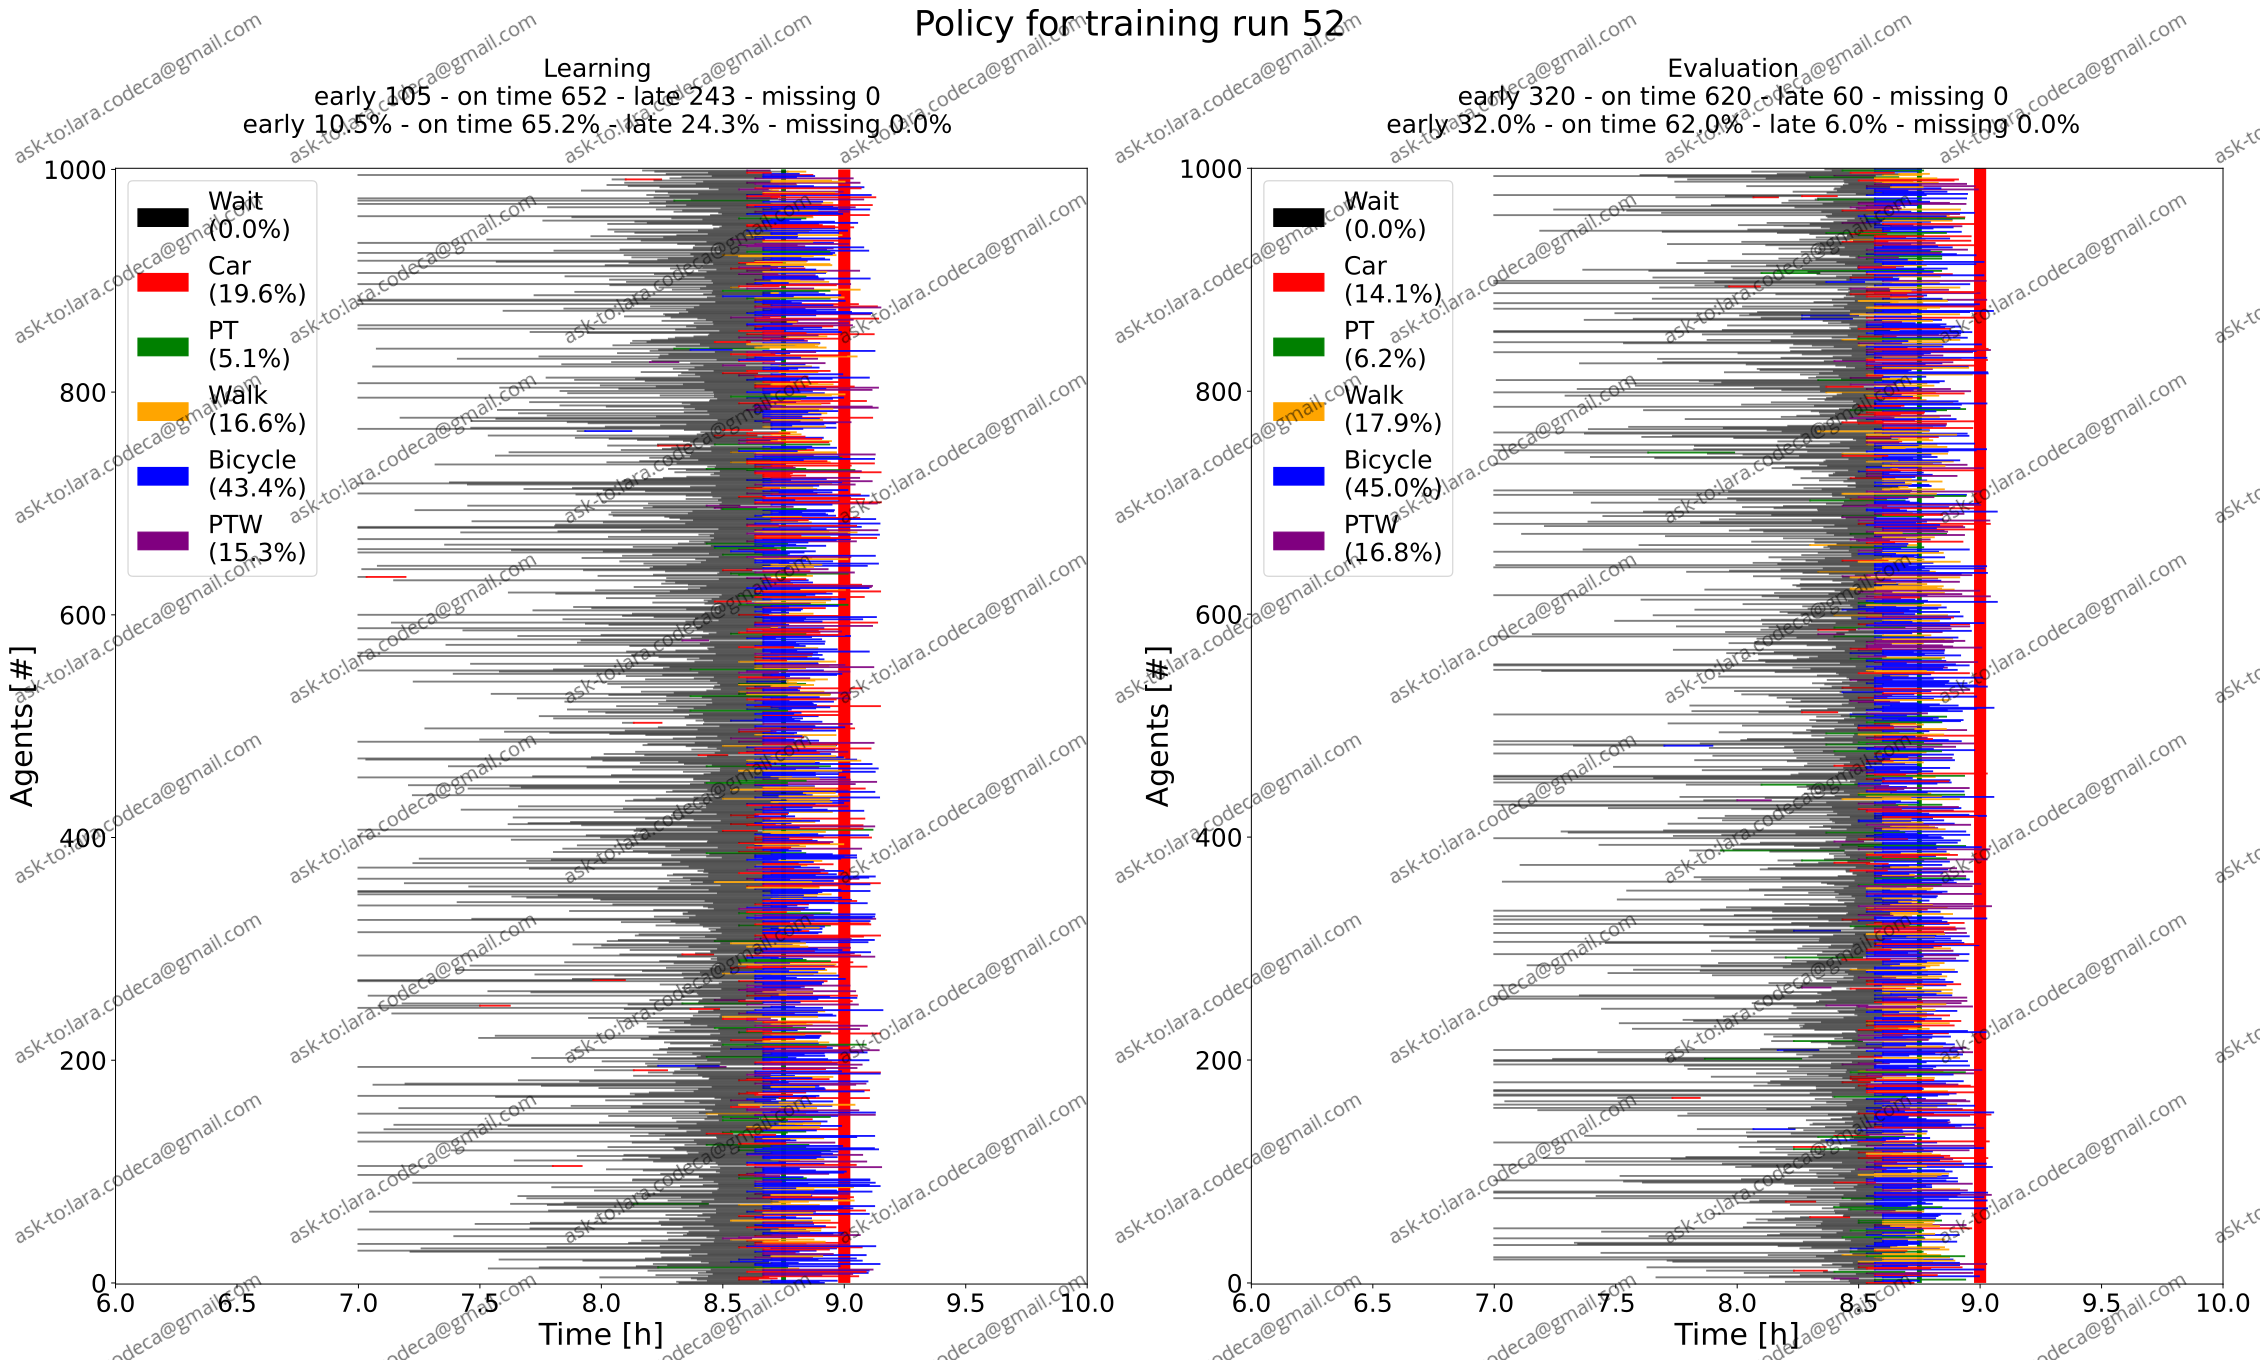 Policy for training run 52
Learning
early 105 - on time 652 - late 243 - missing 0
early 10.5% - on time 65.2% - late 24.3% - missing 0.0%
1000
800
600
400
200
0
Agents [#]
Wait
(0.0%)
Car
(19.6%)
PT
(5.1%)
Walk
(16.6%)
Bicycle
(43.4%)
PTW
(15.3%)
6.0 6.5 7.0 7.5 8.0 8.5 9.0 9.5 10.0
Time [h]
Evaluation
early 320 - on time 620 - late 60 - missing 0
early 32.0% - on time 62.0% - late 6.0% - missing 0.0%
1000
800
600
400
200
0
Agents [#]
Wait
(0.0%)
Car
(14.1%)
PT
(6.2%)
Walk
(17.9%)
Bicycle
(45.0%)
PTW
(16.8%)
6.0 6.5 7.0 7.5 8.0 8.5 9.0 9.5 10.0
Time [h]
ask-to:lara.codeca@gmail.com